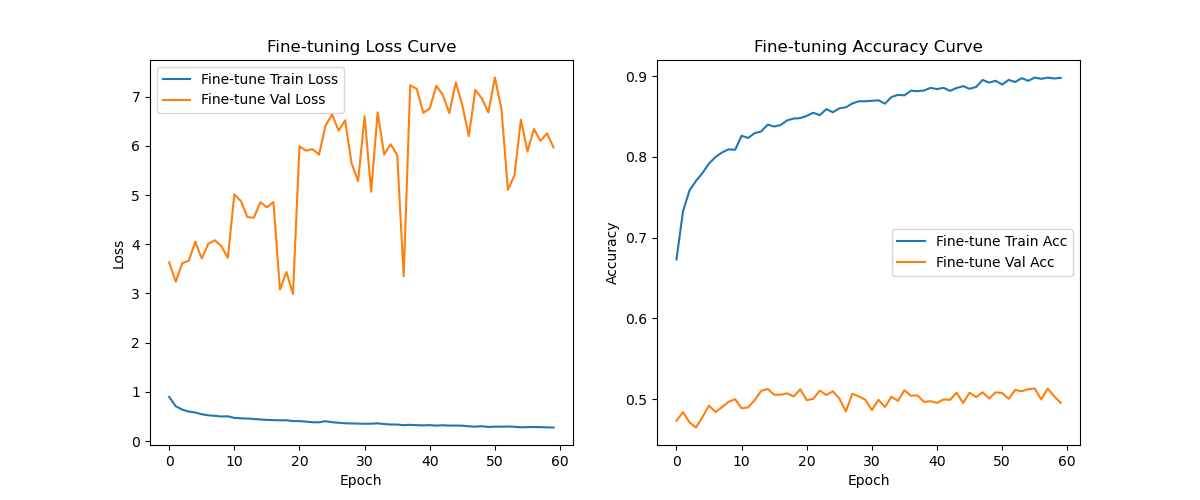 Fine-tuning Loss Curve
Fine-tune Train Loss
Fine-tune Val Loss
7
6
5
4
3
2
1
0
Loss
0 10 20 30 40 50 60
Epoch
Fine-tuning Accuracy Curve
0.9
0.8
0.7
0.6
0.5
Accuracy
Fine-tune Train Acc
Fine-tune Val Acc
0 10 20 30 40 50 60
Epoch